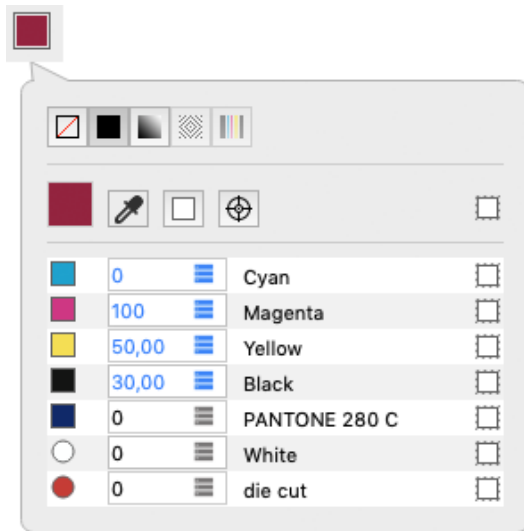 0 Cyan
100 Magenta
50,00 Yellow
30,00 Black
0 PANTONE 280 C
0 White
0 die cut